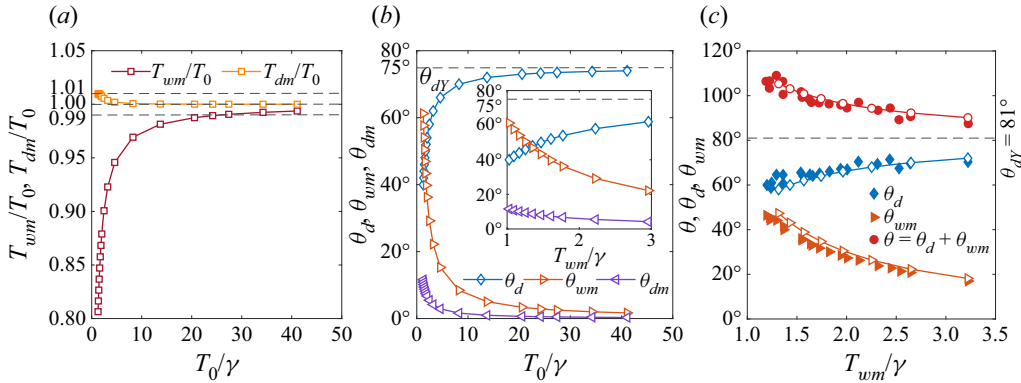 (a)
1.05
1.01
1.00
0.99
0.95
0.90
0.85
0.80
T_wm/T_0
T_dm/T_0
T_wm/T_0, T_dm/T_0
0 10 20 30 40 50
T_0/γ
(b)
75°
80°
60°
40°
20°
0°
θ_dY
θ_d, θ_wm, θ_dm
80°
75°
60°
40°
20°
0°
1 2 3
T_wm/γ
θ_d θ_wm θ_dm
0 10 20 30 40 50
T_0/γ
(c)
120°
100°
80°
60°
40°
20°
0°
θ, θ_d, θ_wm
θ_dY = 81°
θ_d
θ_wm
θ = θ_d + θ_wm
1.0 1.5 2.0 2.5 3.0 3.5
T_wm/γ